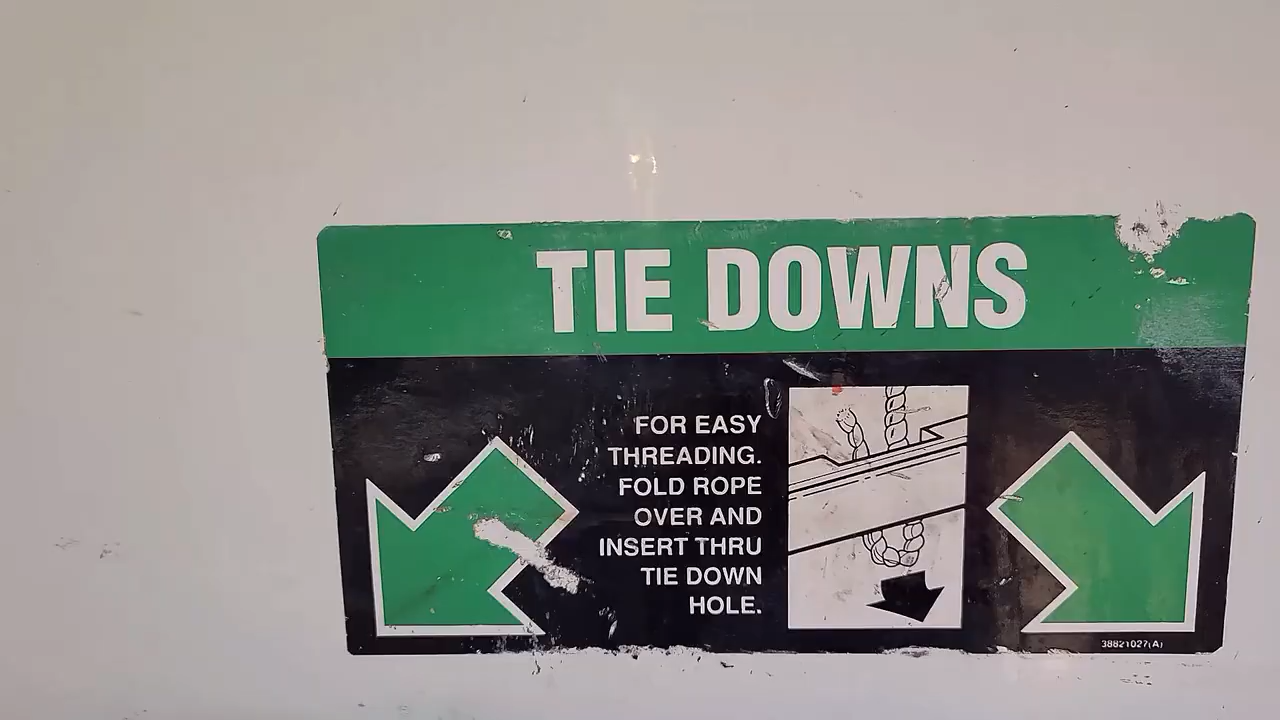 TIE DOWNS
FOR EASY
THREADING.
FOLD ROPE
OVER AND
INSERT THRU
TIE DOWN
HOLE.
38821027(A)